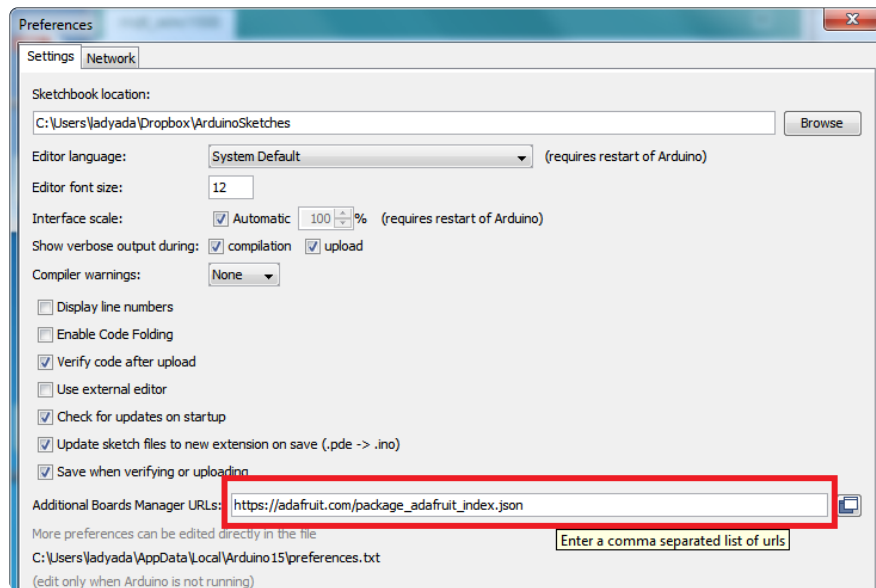 Preferences
Settings Network
Sketchbook location:
C:\Users\ladyada\Dropbox\ArduinoSketches Browse
Editor language: System Default (requires restart of Arduino)
Editor font size: 12
Interface scale: Automatic 100 % (requires restart of Arduino)
Show verbose output during: compilation upload
Compiler warnings: None
Display line numbers
Enable Code Folding
Verify code after upload
Use external editor
Check for updates on startup
Update sketch files to new extension on save (.pde -> .ino)
Save when verifying or uploading
Additional Boards Manager URLs: https://adafruit.com/package_adafruit_index.json
More preferences can be edited directly in the file
Enter a comma separated list of urls
C:\Users\ladyada\AppData\Local\Arduino15\preferences.txt
(edit only when Arduino is not running)